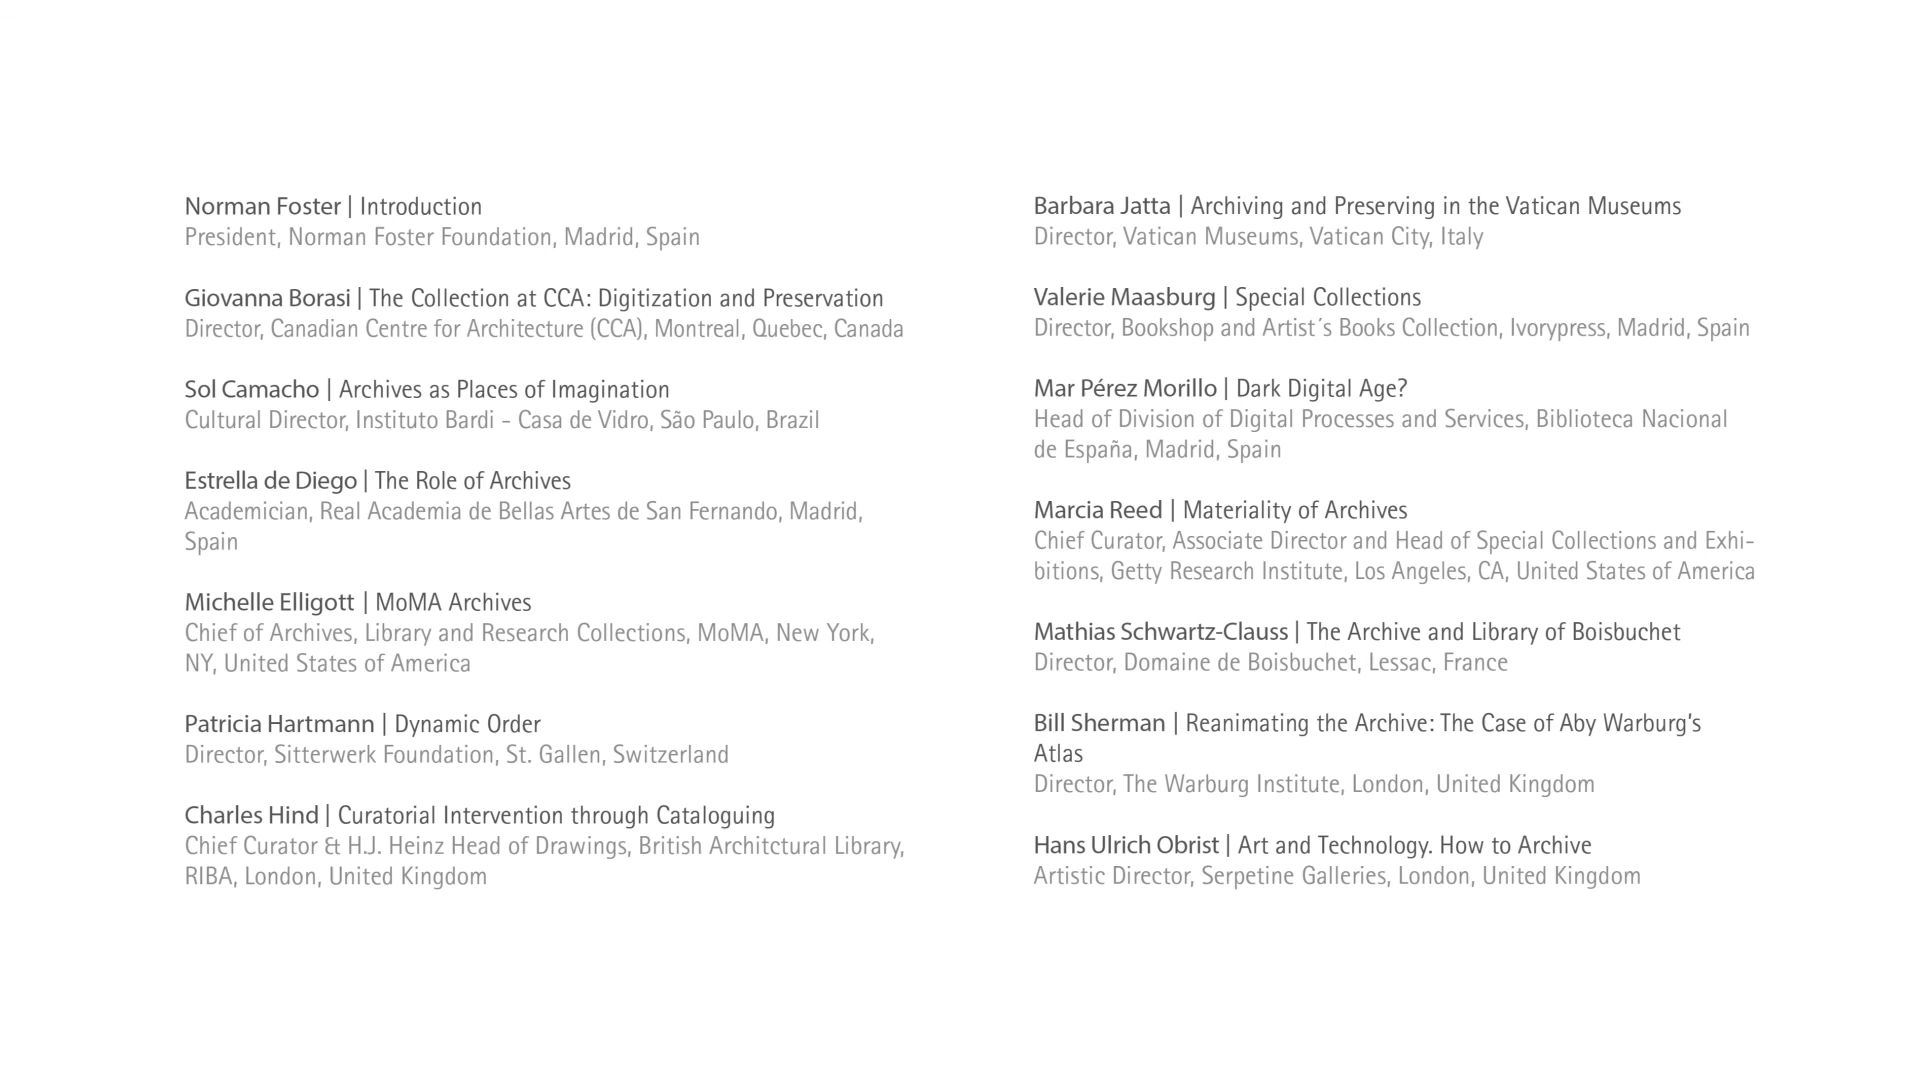 Norman Foster | Introduction
President, Norman Foster Foundation, Madrid, Spain
Giovanna Borasi | The Collection at CCA: Digitization and Preservation
Director, Canadian Centre for Architecture (CCA), Montreal, Quebec, Canada
Sol Camacho | Archives as Places of Imagination
Cultural Director, Instituto Bardi - Casa de Vidro, São Paulo, Brazil
Estrella de Diego | The Role of Archives
Academician, Real Academia de Bellas Artes de San Fernando, Madrid,
Spain
Michelle Elligott | MoMA Archives
Chief of Archives, Library and Research Collections, MoMA, New York,
NY, United States of America
Patricia Hartmann | Dynamic Order
Director, Sitterwerk Foundation, St. Gallen, Switzerland
Charles Hind | Curatorial Intervention through Cataloguing
Chief Curator & H.J. Heinz Head of Drawings, British Architctural Library,
RIBA, London, United Kingdom
Barbara Jatta | Archiving and Preserving in the Vatican Museums
Director, Vatican Museums, Vatican City, Italy
Valerie Maasburg | Special Collections
Director, Bookshop and Artist´s Books Collection, Ivorypress, Madrid, Spain
Mar Pérez Morillo | Dark Digital Age?
Head of Division of Digital Processes and Services, Biblioteca Nacional
de España, Madrid, Spain
Marcia Reed | Materiality of Archives
Chief Curator, Associate Director and Head of Special Collections and Exhi-
bitions, Getty Research Institute, Los Angeles, CA, United States of America
Mathias Schwartz-Clauss | The Archive and Library of Boisbuchet
Director, Domaine de Boisbuchet, Lessac, France
Bill Sherman | Reanimating the Archive: The Case of Aby Warburg’s
Atlas
Director, The Warburg Institute, London, United Kingdom
Hans Ulrich Obrist | Art and Technology. How to Archive
Artistic Director, Serpetine Galleries, London, United Kingdom